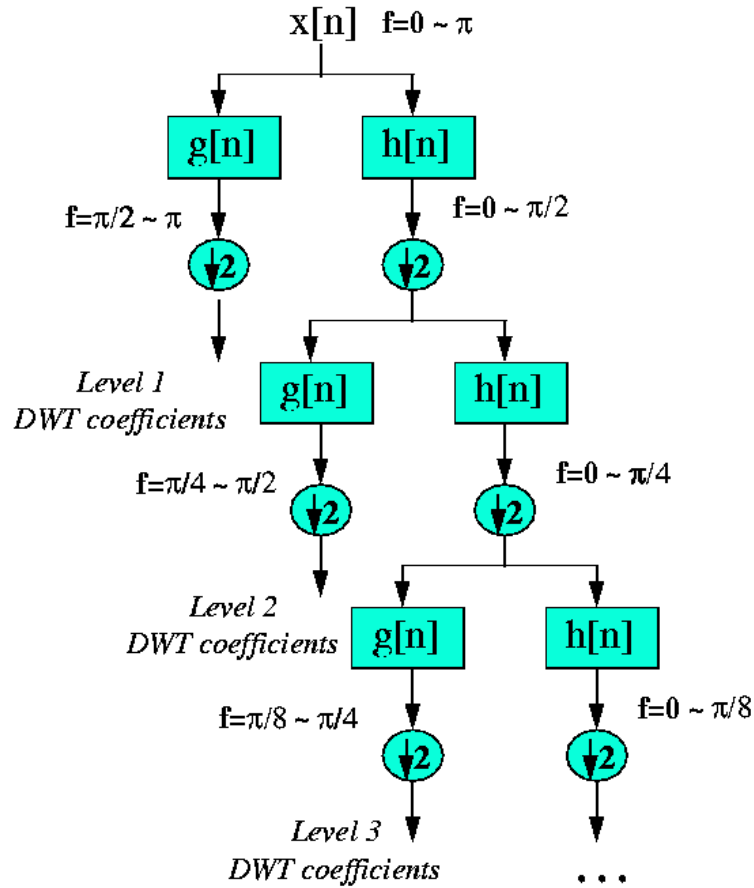 x[n] f=0 ~ π
g[n] h[n]
f=π/2 ~ π f=0 ~ π/2
↓2 ↓2
Level 1
DWT coefficients
g[n] h[n]
f=π/4 ~ π/2 f=0 ~ π/4
↓2 ↓2
Level 2
DWT coefficients
g[n] h[n]
f=π/8 ~ π/4 f=0 ~ π/8
↓2 ↓2
Level 3
DWT coefficients
...